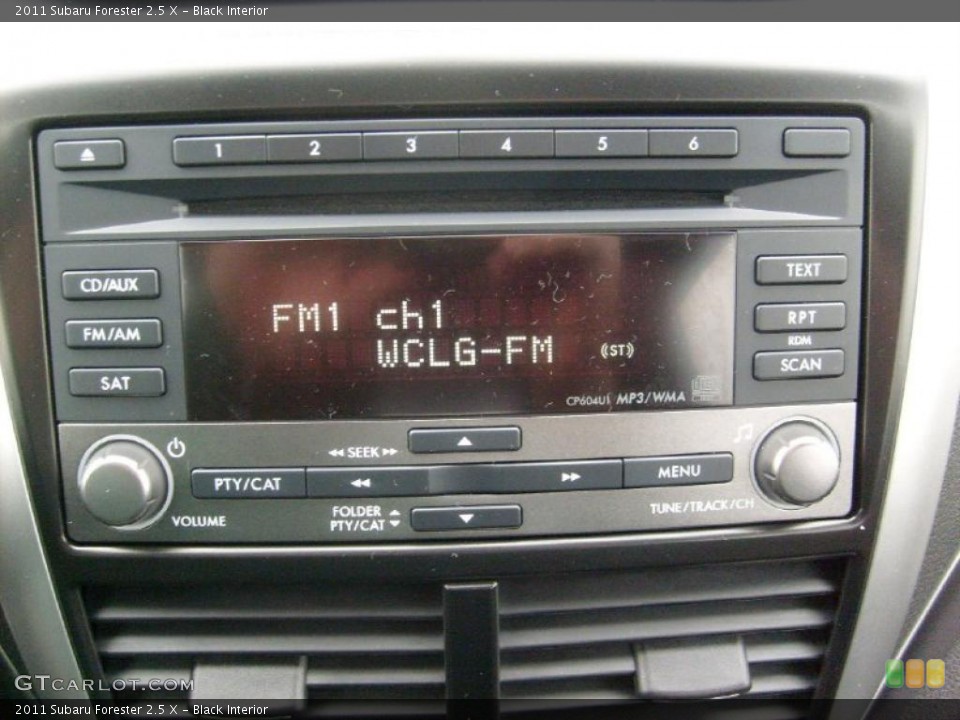 2011 Subaru Forester 2.5 X - Black Interior
1 2 3 4 5 6
CD/AUX
FM/AM
SAT
FM1 ch1
WCLG-FM
((ST))
CP604U1 MP3/WMA
TEXT
RPT
RDM
SCAN
SEEK
PTY/CAT
MENU
VOLUME
FOLDER
PTY/CAT
TUNE/TRACK/CH
GTCARLOT.COM
2011 Subaru Forester 2.5 X - Black Interior